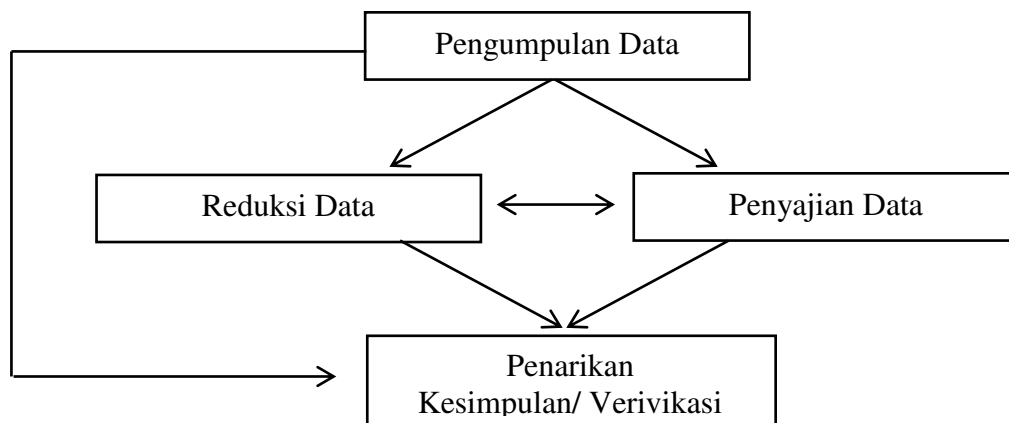 Pengumpulan Data
Reduksi Data
Penyajian Data
Penarikan
Kesimpulan/ Verivikasi